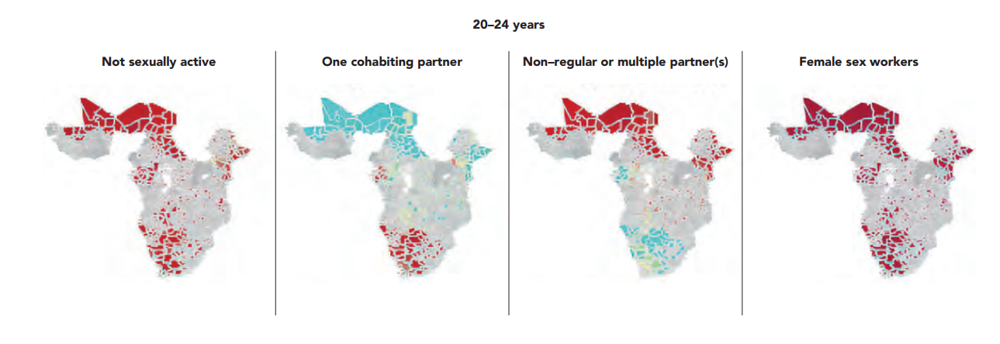 20–24 years
Not sexually active
One cohabiting partner
Non–regular or multiple partner(s)
Female sex workers